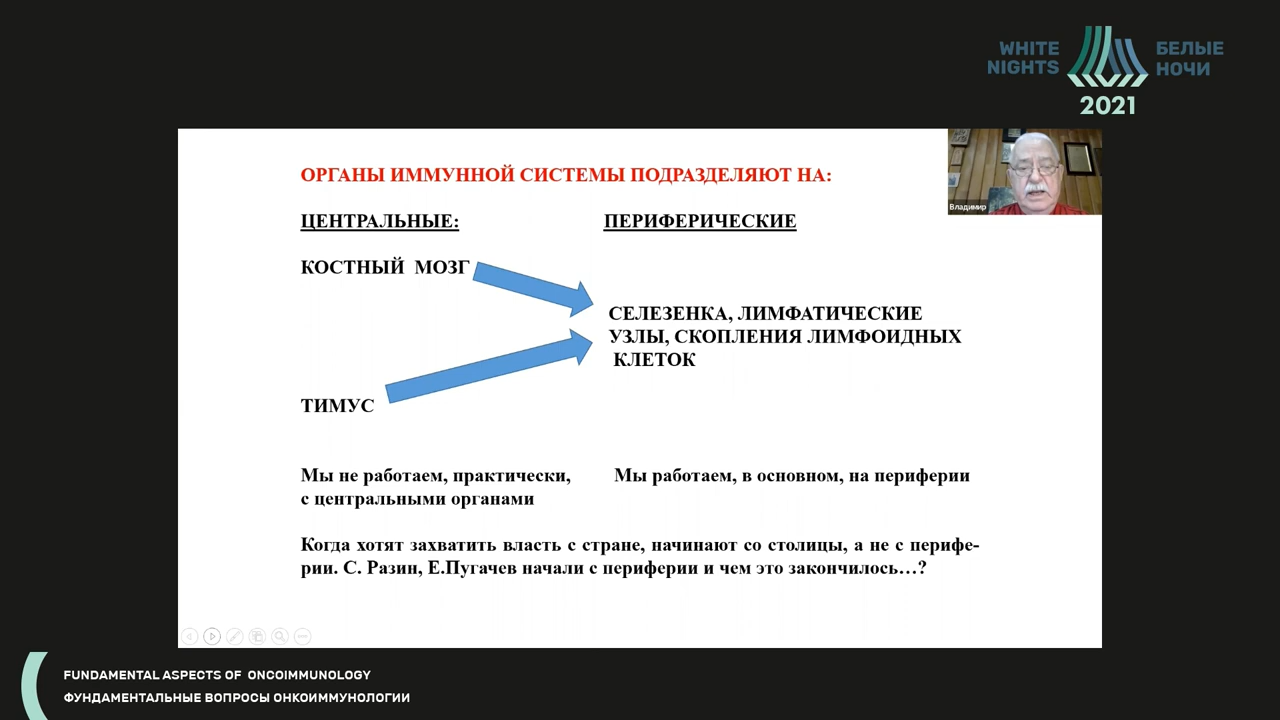 WHITE NIGHTS
БЕЛЫЕ НОЧИ
2021
ОРГАНЫ ИММУННОЙ СИСТЕМЫ ПОДРАЗДЕЛЯЮТ НА:
ЦЕНТРАЛЬНЫЕ: ПЕРИФЕРИЧЕСКИЕ
КОСТНЫЙ МОЗГ
СЕЛЕЗЕНКА, ЛИМФАТИЧЕСКИЕ
УЗЛЫ, СКОПЛЕНИЯ ЛИМФОИДНЫХ
КЛЕТОК
ТИМУС
Мы не работаем, практически,
с центральными органами
Мы работаем, в основном, на периферии
Когда хотят захватить власть с стране, начинают со столицы, а не с перифе-
рии. С. Разин, Е.Пугачев начали с периферии и чем это закончилось…?
Владимир
FUNDAMENTAL ASPECTS OF ONCOIMMUNOLOGY
ФУНДАМЕНТАЛЬНЫЕ ВОПРОСЫ ОНКОИММУНОЛОГИИ